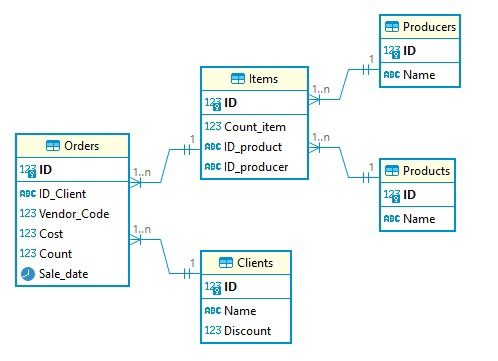 Producers
123 ID
ABC Name
1
1..n
Items
123 ID
123 Count_item
ABC ID_product
ABC ID_producer
1..n
1
Products
123 ID
ABC Name
Orders
123 ID
ABC ID_Client
123 Vendor_Code
123 Cost
123 Count
Sale_date
1
1..n
1..n
1
Clients
123 ID
ABC Name
123 Discount